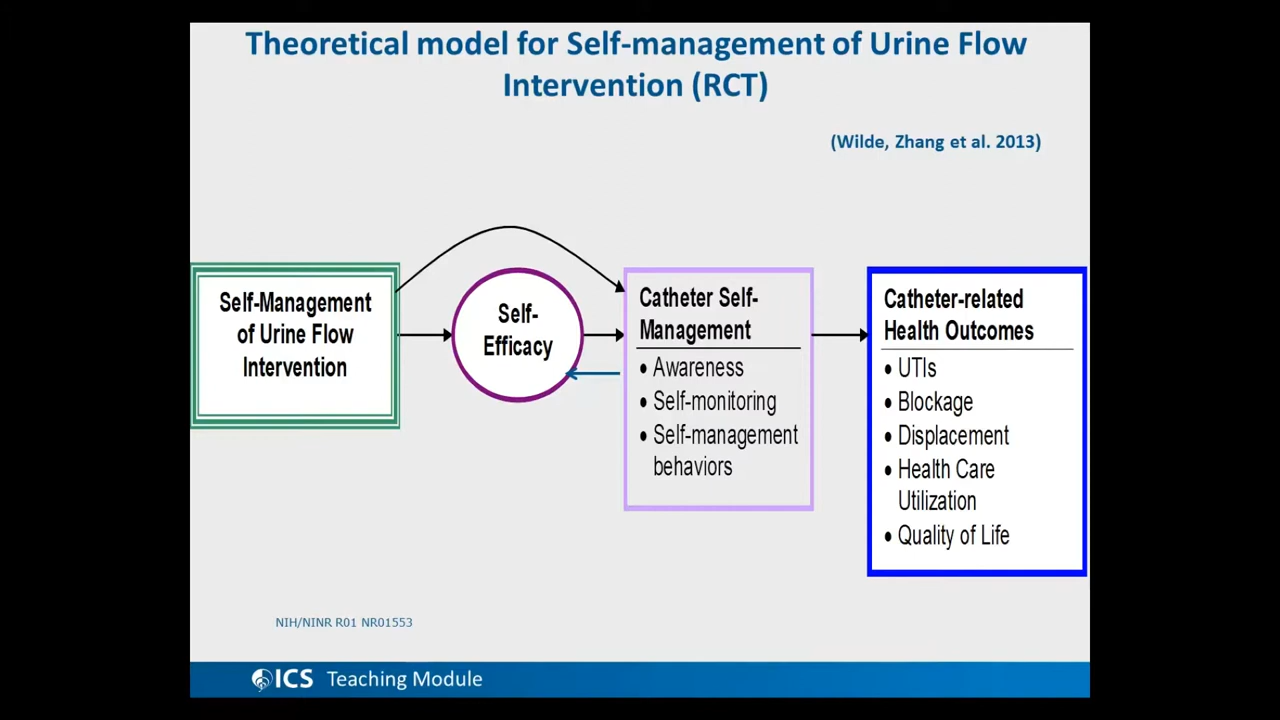 Theoretical model for Self-management of Urine Flow
Intervention (RCT)
(Wilde, Zhang et al. 2013)
Self-Management
of Urine Flow
Intervention
Self-
Efficacy
Catheter Self-
Management
• Awareness
• Self-monitoring
• Self-management
behaviors
Catheter-related
Health Outcomes
• UTIs
• Blockage
• Displacement
• Health Care
Utilization
• Quality of Life
NIH/NINR R01 NR01553
ICS Teaching Module